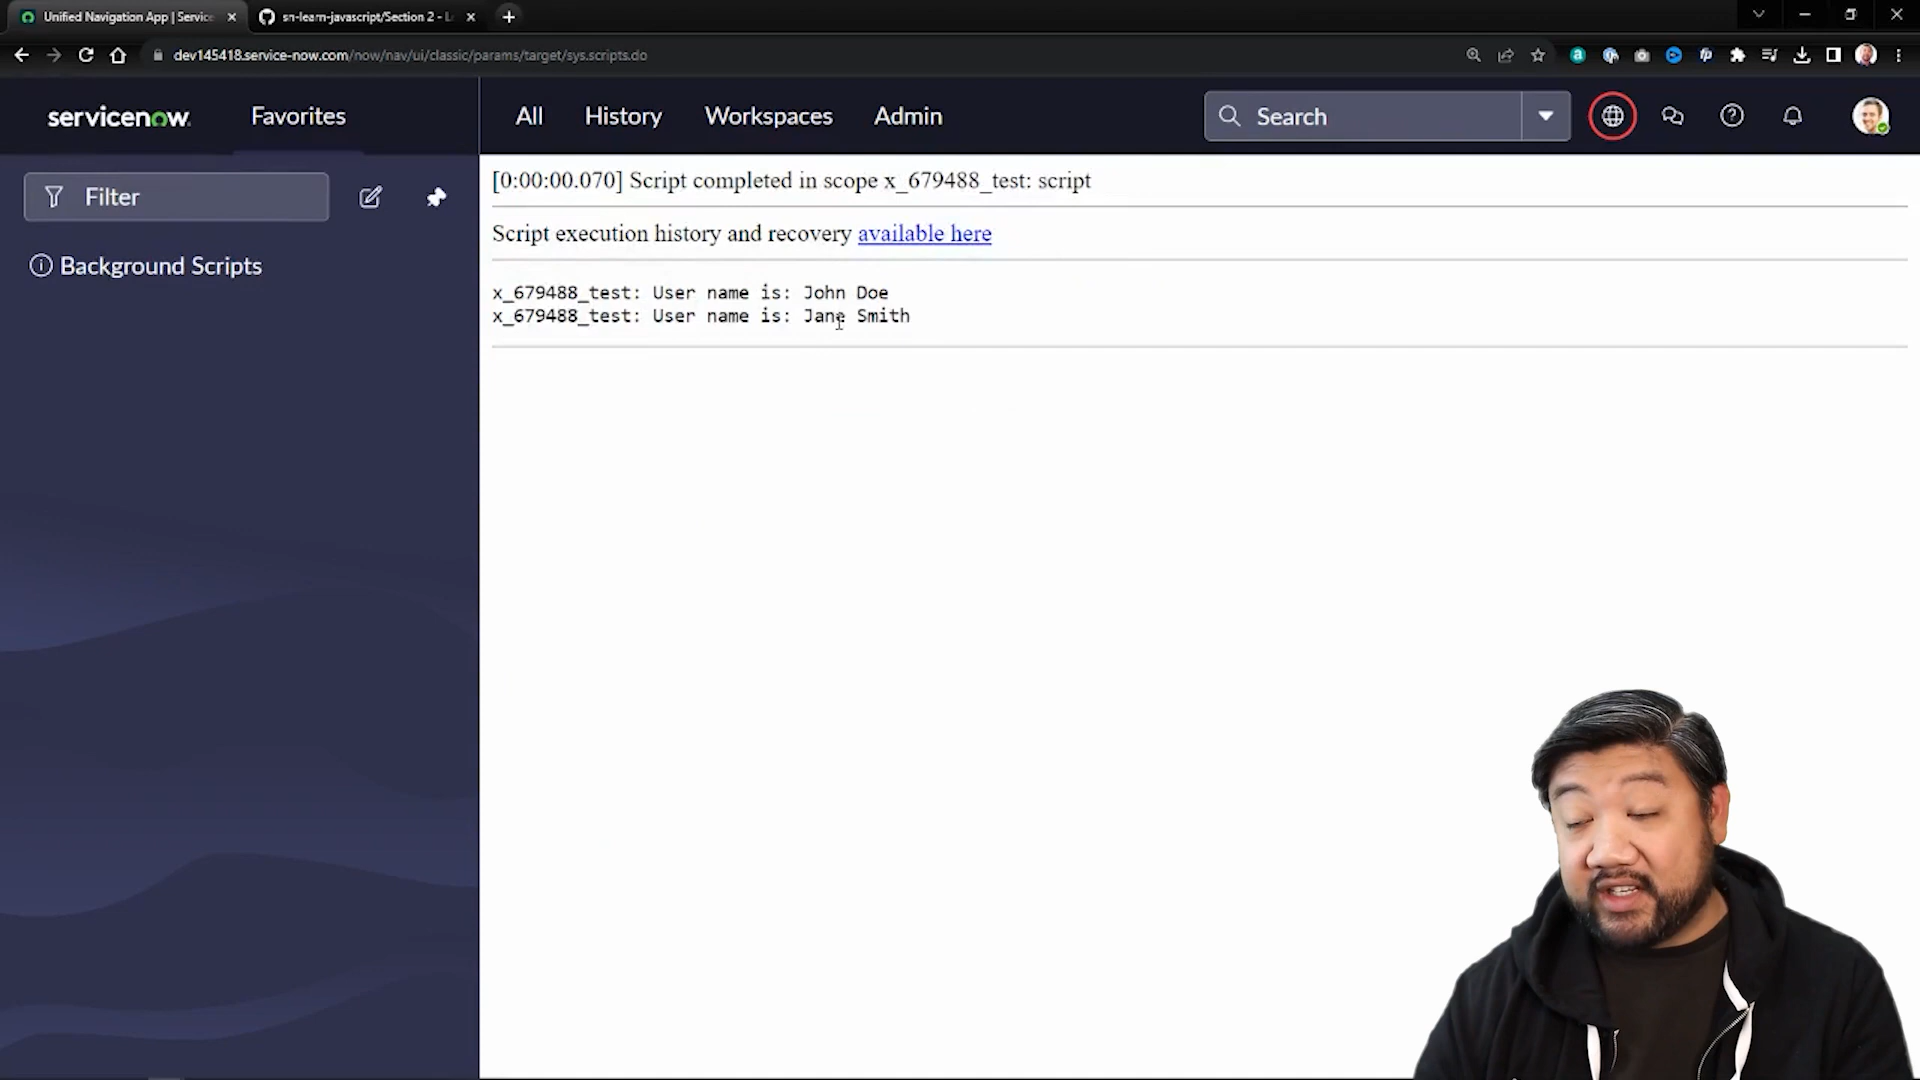 Unified Navigation App | Service
sn-learn-javascript/Section 2 - L
dev145418.service-now.com/now/nav/ui/classic/params/target/sys.scripts.do
servicenow
Favorites
All
History
Workspaces
Admin
Search
Filter
Background Scripts
[0:00:00.070] Script completed in scope x_679488_test: script
Script execution history and recovery available here
x_679488_test: User name is: John Doe
x_679488_test: User name is: Jane Smith